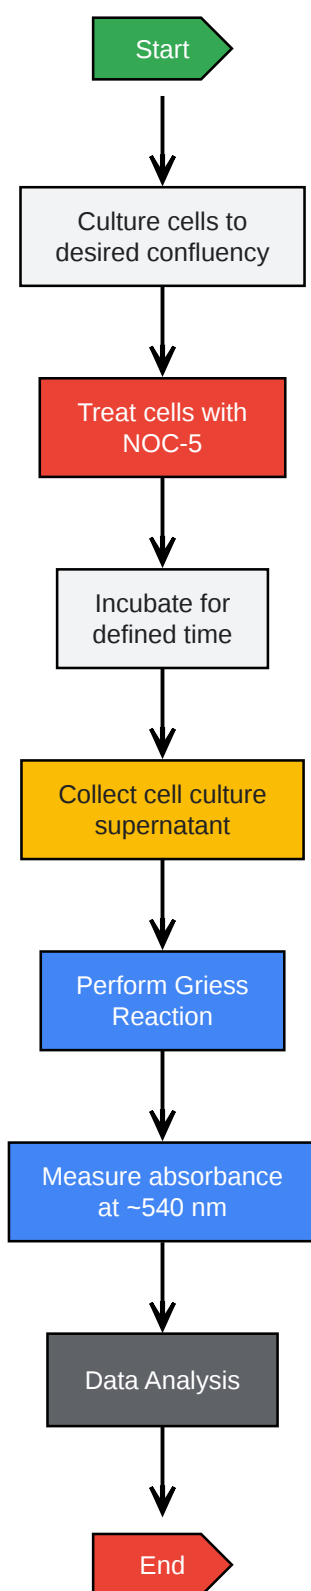 Start
Culture cells to
desired confluency
Treat cells with
NOC-5
Incubate for
defined time
Collect cell culture
supernatant
Perform Griess
Reaction
Measure absorbance
at ~540 nm
Data Analysis
End